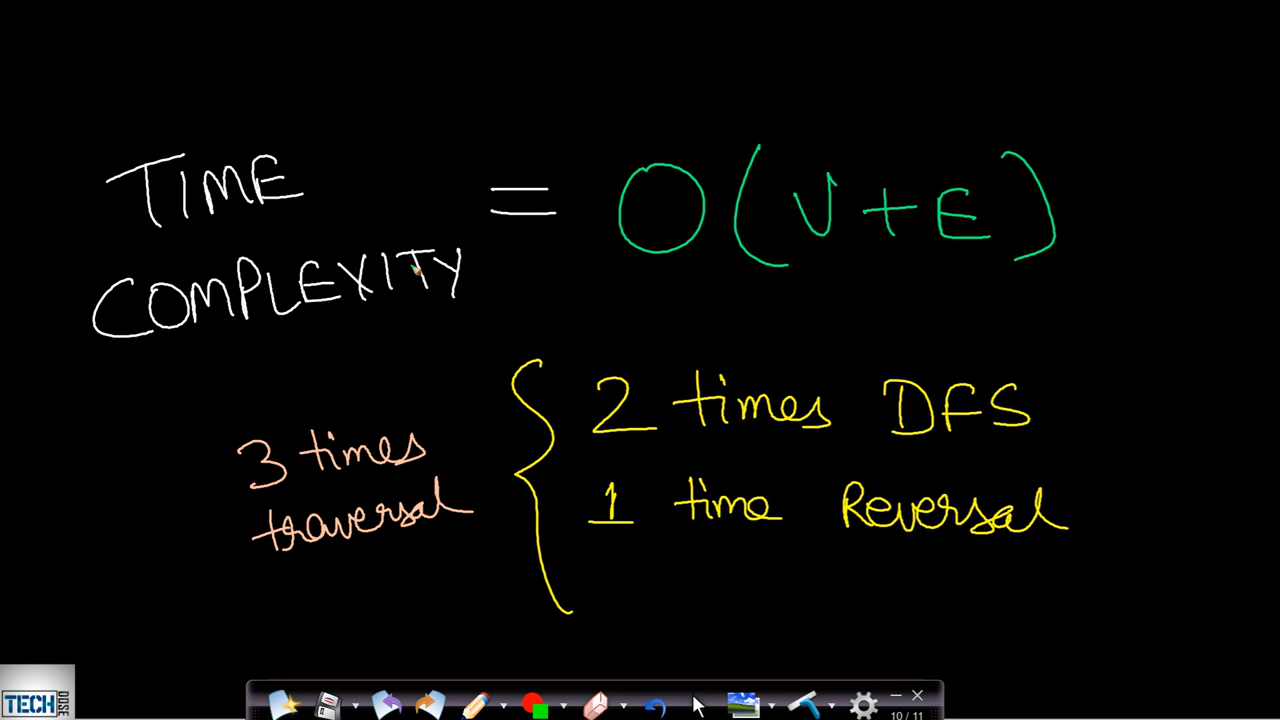 TIME
COMPLEXITY
= O(V+E)
3 times
traversal
2 times DFS
1 time Reversal
TECH
DOSE
10 / 11